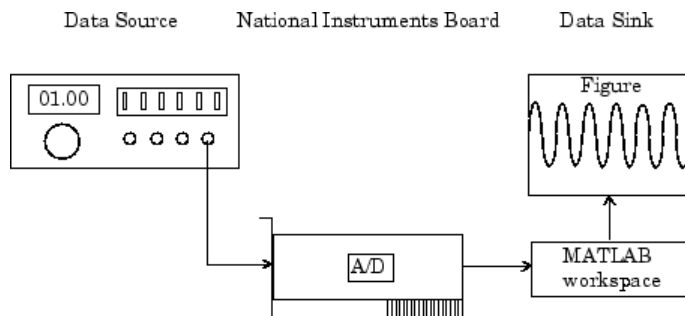 Data Source
National Instruments Board
Data Sink
01.00
Figure
A/D
MATLAB
workspace